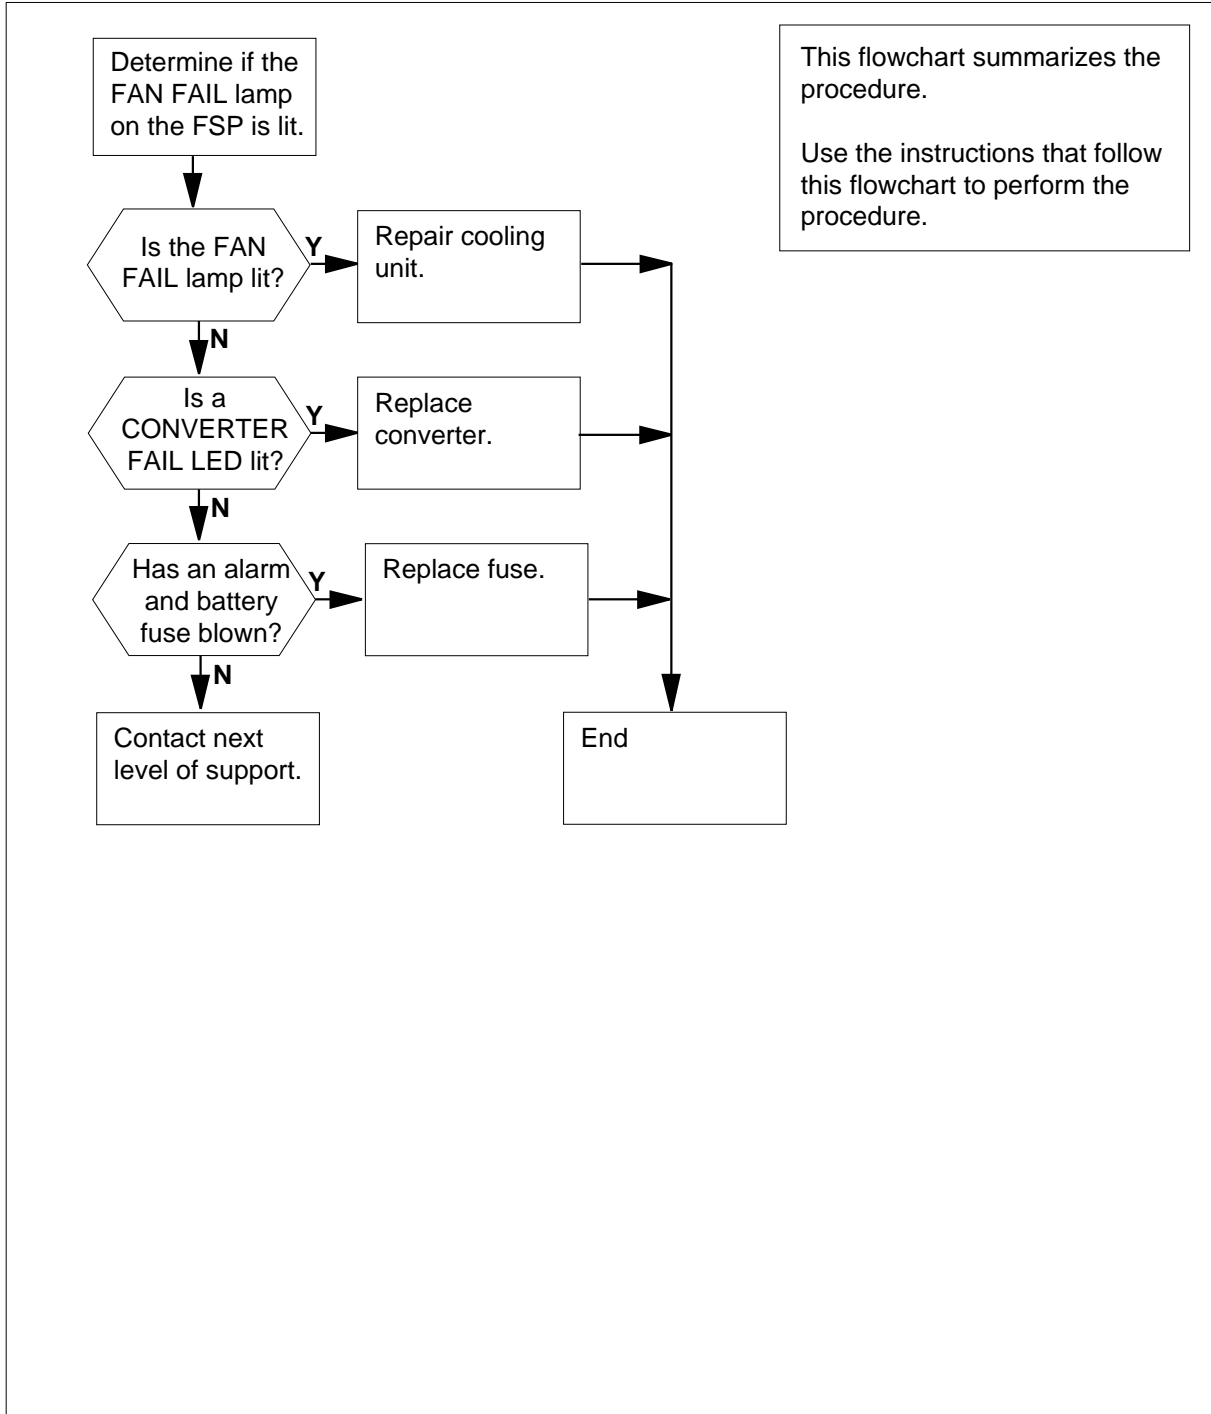 Determine if the
FAN FAIL lamp
on the FSP is lit.
This flowchart summarizes the
procedure.
Use the instructions that follow
this flowchart to perform the
procedure.
Is the FAN
FAIL lamp lit?
Y
Repair cooling
unit.
N
Is a
CONVERTER
FAIL LED lit?
Y
Replace
converter.
N
Has an alarm
and battery
fuse blown?
Y
Replace fuse.
N
Contact next
level of support.
End